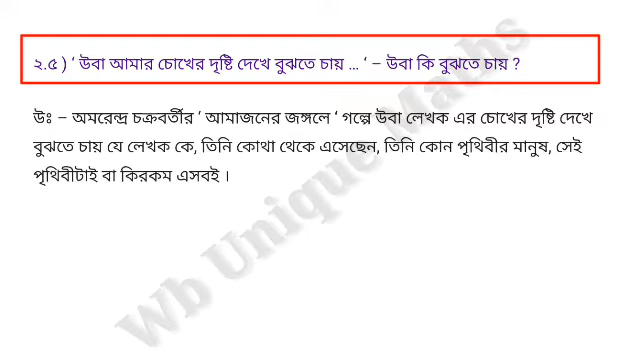 ২.৫ ) ‘ উবা আমার চোখের দৃষ্টি দেখে বুঝতে চায় ... ‘ – উবা কি বুঝতে চায় ?
উঃ – অমরেন্দ্র চক্রবর্তীর ‘ আমাজনের জঙ্গলে ‘ গল্পে উবা লেখক এর চোখের দৃষ্টি দেখে
বুঝতে চায় যে লেখক কে, তিনি কোথা থেকে এসেছেন, তিনি কোন পৃথিবীর মানুষ, সেই
পৃথিবীটাই বা কিরকম এসবই ।
Wb Unique Maths